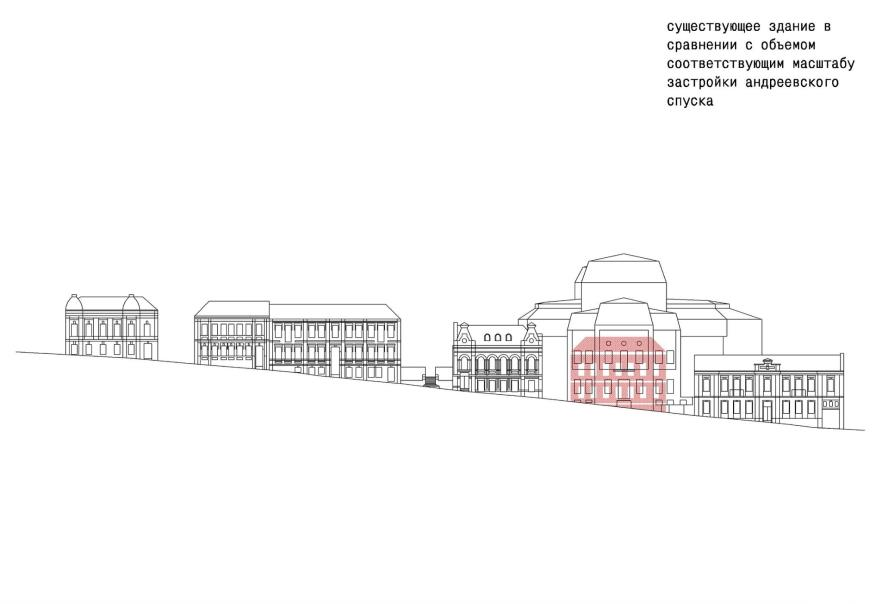 существующее здание в
сравнении с объемом
соответствующим масштабу
застройки андреевского
спуска